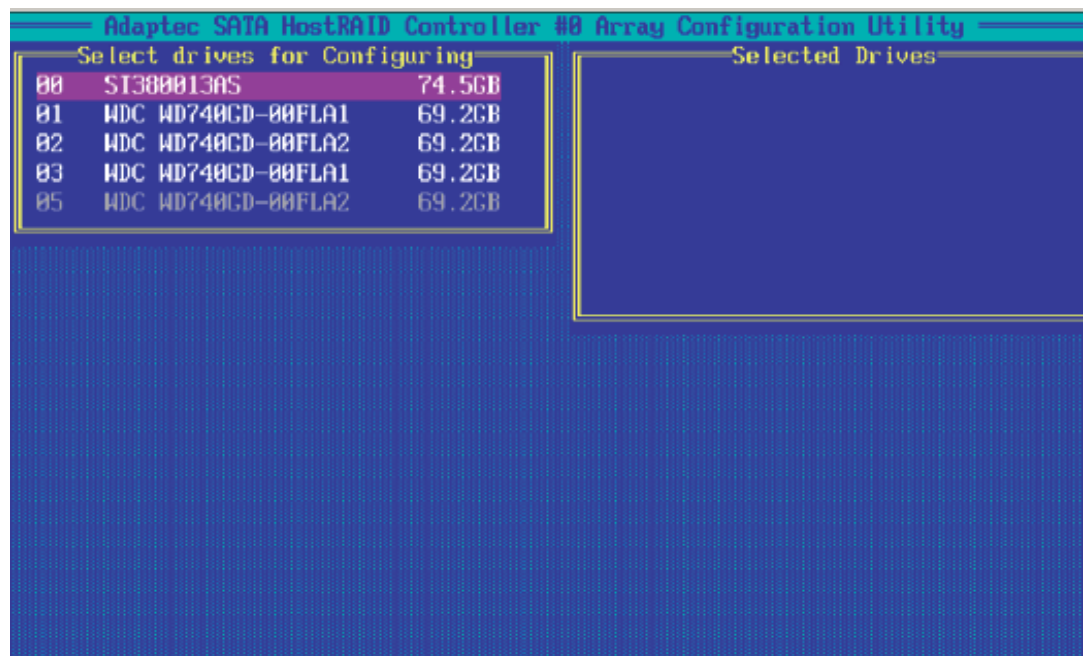 Adaptec SATA HostRAID Controller #0 Array Configuration Utility
Select drives for Configuring
00 ST380013AS 74.5GB
01 WDC WD740GD-00FLA1 69.2GB
02 WDC WD740GD-00FLA2 69.2GB
03 WDC WD740GD-00FLA1 69.2GB
05 WDC WD740GD-00FLA2 69.2GB
Selected Drives